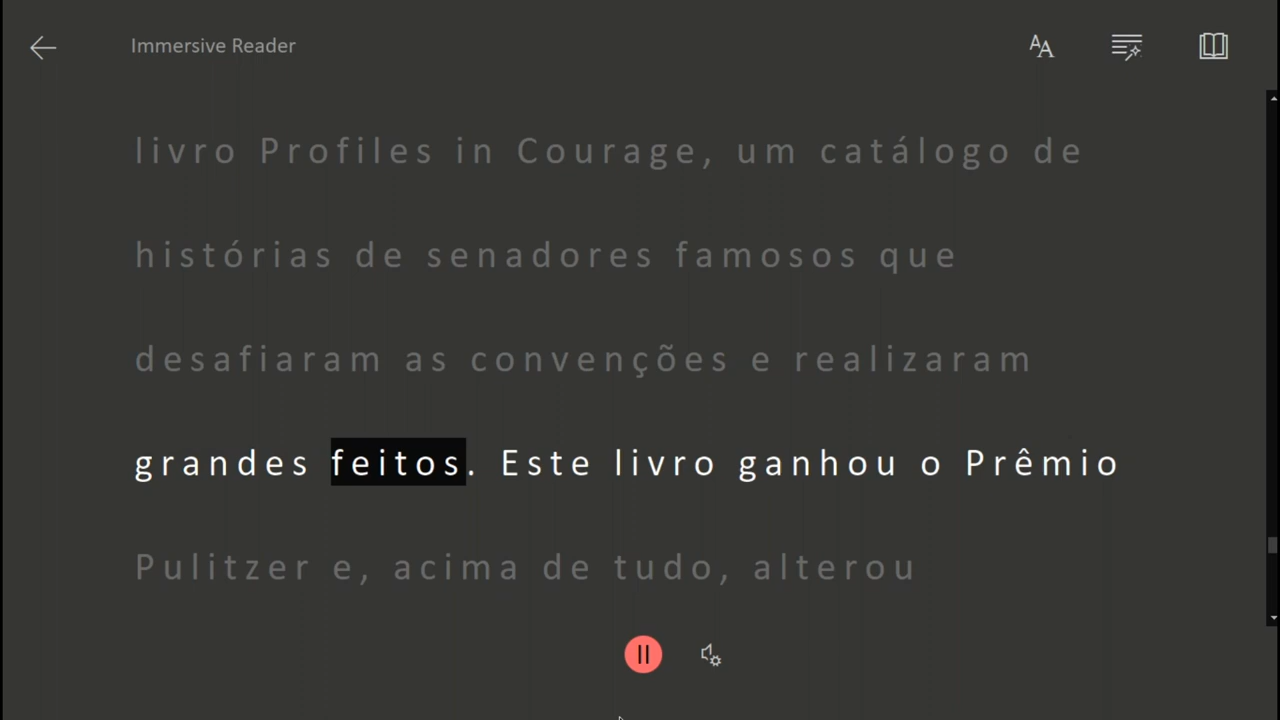 Immersive Reader
livro Profiles in Courage, um catálogo de
histórias de senadores famosos que
desafiaram as convenções e realizaram
grandes feitos. Este livro ganhou o Prêmio
Pulitzer e, acima de tudo, alterou